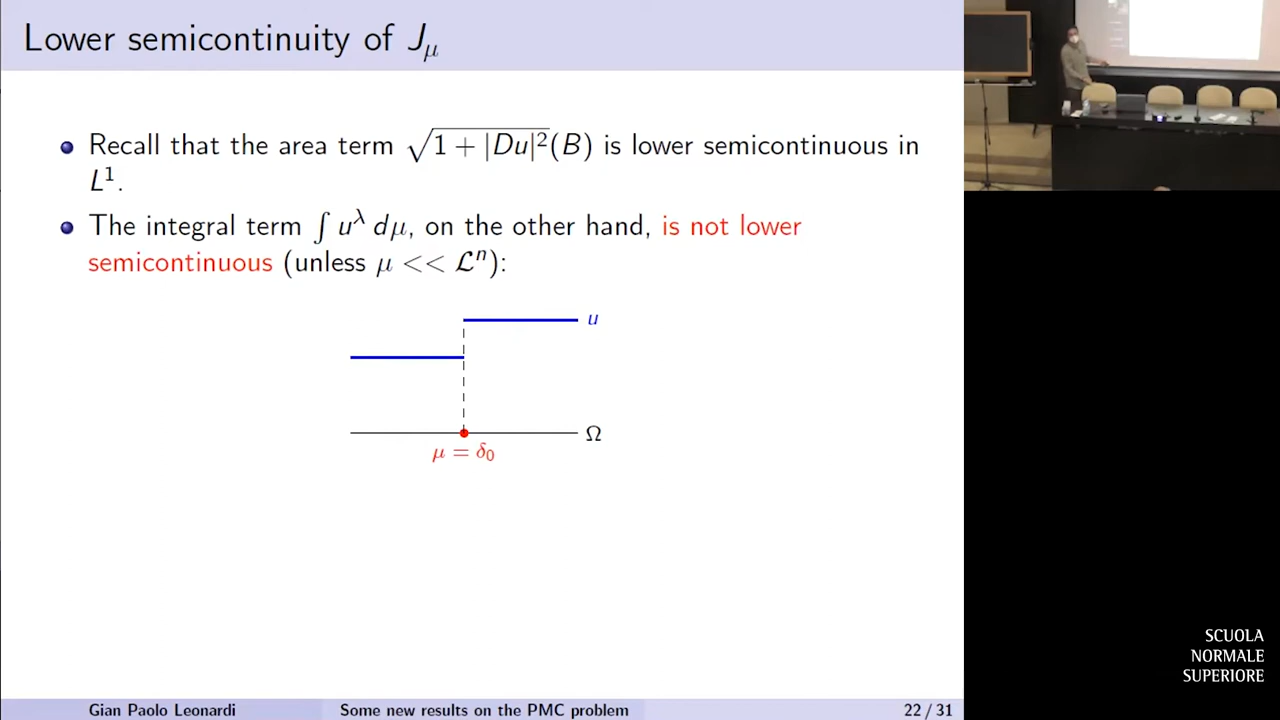 Lower semicontinuity of J_μ
Recall that the area term √(1 + |Du|²)(B) is lower semicontinuous in
L¹.
The integral term ∫ u^λ dμ, on the other hand, is not lower
semicontinuous (unless μ << ℒⁿ):
u
Ω
μ = δ₀
SCUOLA
NORMALE
SUPERIORE
Gian Paolo Leonardi Some new results on the PMC problem 22 / 31